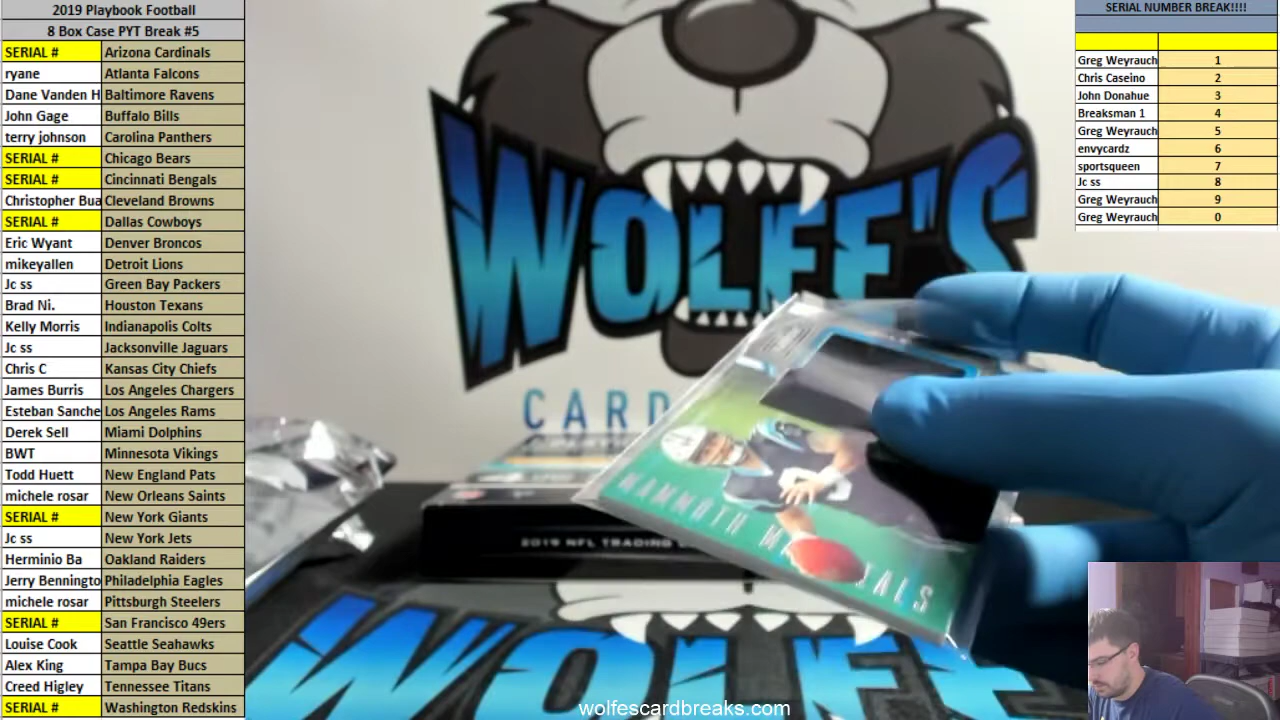 2019 Playbook Football
8 Box Case PYT Break #5
SERIAL # Arizona Cardinals
ryane Atlanta Falcons
Dane Vanden H Baltimore Ravens
John Gage Buffalo Bills
terry johnson Carolina Panthers
SERIAL # Chicago Bears
SERIAL # Cincinnati Bengals
Christopher Bua Cleveland Browns
SERIAL # Dallas Cowboys
Eric Wyant Denver Broncos
mikeyallen Detroit Lions
Jc ss Green Bay Packers
Brad Ni. Houston Texans
Kelly Morris Indianapolis Colts
Jc ss Jacksonville Jaguars
Chris C Kansas City Chiefs
James Burris Los Angeles Chargers
Esteban Sanche Los Angeles Rams
Derek Sell Miami Dolphins
BWT Minnesota Vikings
Todd Huett New England Pats
michele rosar New Orleans Saints
SERIAL # New York Giants
Jc ss New York Jets
Herminio Ba Oakland Raiders
Jerry Bennington Philadelphia Eagles
michele rosar Pittsburgh Steelers
SERIAL # San Francisco 49ers
Louise Cook Seattle Seahawks
Alex King Tampa Bay Bucs
Creed Higley Tennessee Titans
SERIAL # Washington Redskins
WOLFE'S
CARD
MAMMOTH
2019 NFL TRADING
WOLFE
wolfescardbreaks.com
SERIAL NUMBER BREAK!!!!
Greg Weyrauch 1
Chris Caseino 2
John Donahue 3
Breaksman 1 4
Greg Weyrauch 5
envycardz 6
sportsqueen 7
Jc ss 8
Greg Weyrauch 9
Greg Weyrauch 0